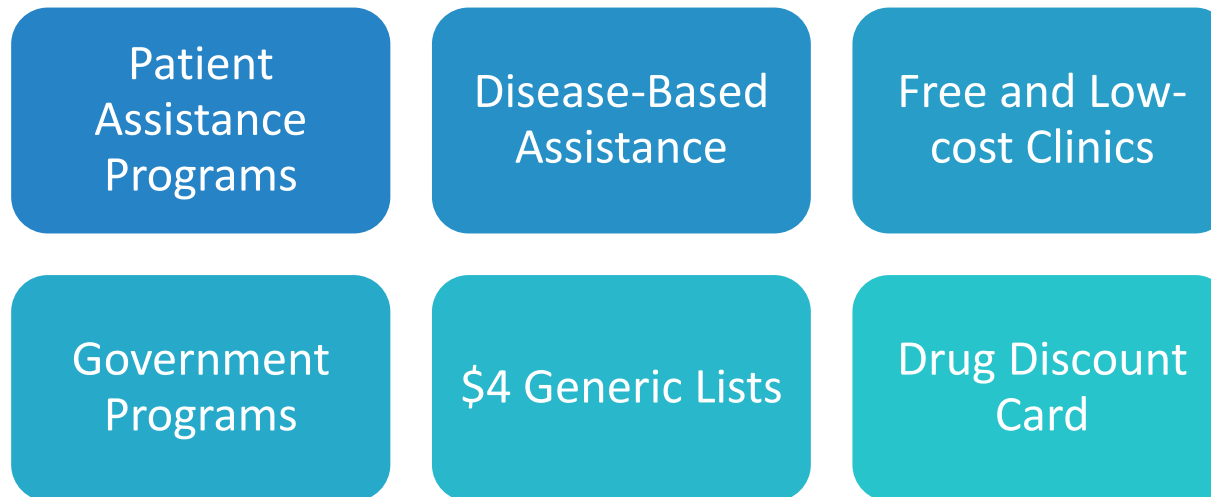 Patient
Assistance
Programs
Disease-Based
Assistance
Free and Low-
cost Clinics
Government
Programs
$4 Generic Lists
Drug Discount
Card